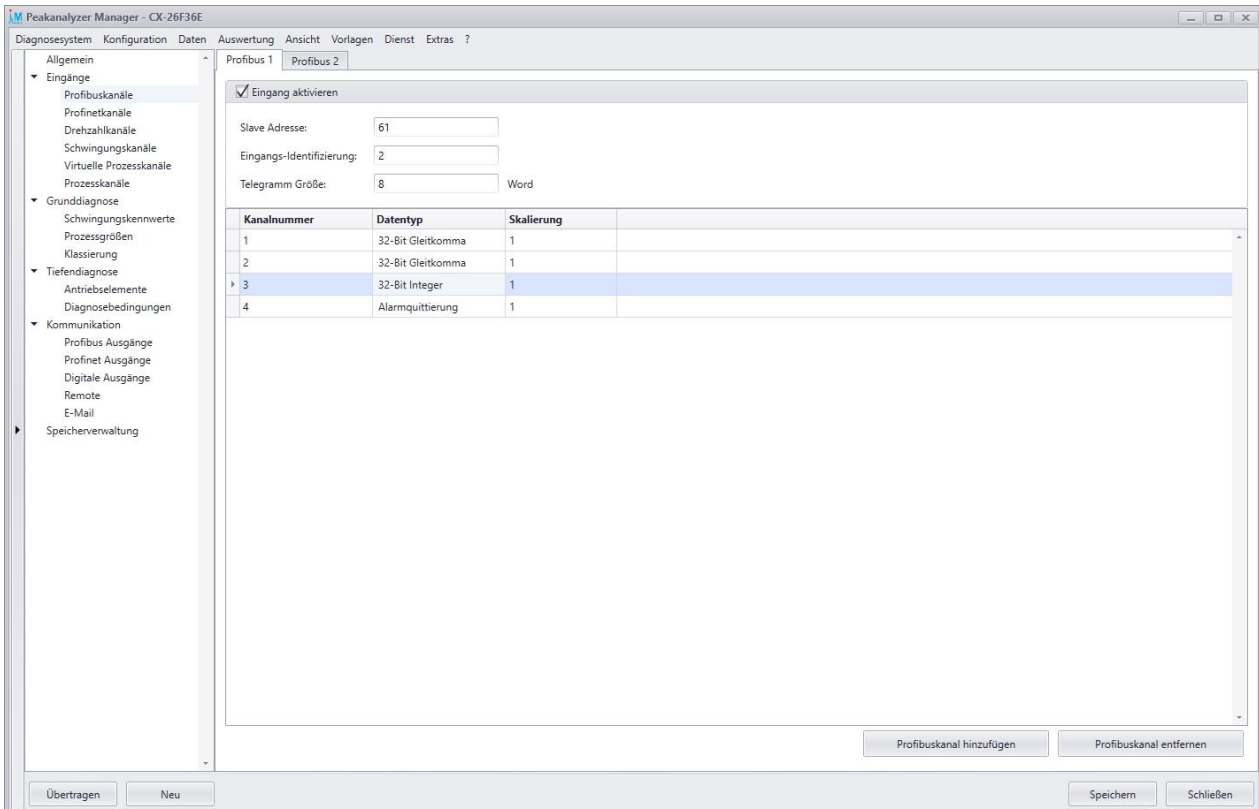 Peakanalyzer Manager - CX-26F36E
Diagnosesystem Konfiguration Daten Auswertung Ansicht Vorlagen Dienst Extras ?
Allgemein
Eingänge
Profibuskanäle
Profinetkanäle
Drehzahlkanäle
Schwingungskanäle
Virtuelle Prozesskanäle
Prozesskanäle
Grunddiagnose
Schwingungskennwerte
Prozessgrößen
Klassierung
Tiefendiagnose
Antriebselemente
Diagnosebedingungen
Kommunikation
Profibus Ausgänge
Profinet Ausgänge
Digitale Ausgänge
Remote
E-Mail
Speicherverwaltung
Profibus 1 Profibus 2
Eingang aktivieren
Slave Adresse: 61
Eingangs-Identifizierung: 2
Telegramm Größe: 8 Word
Kanalnummer Datentyp Skalierung
1 32-Bit Gleitkomma 1
2 32-Bit Gleitkomma 1
3 32-Bit Integer 1
4 Alarmquittierung 1
Profibuskanal hinzufügen Profibuskanal entfernen
Übertragen Neu Speichern Schließen